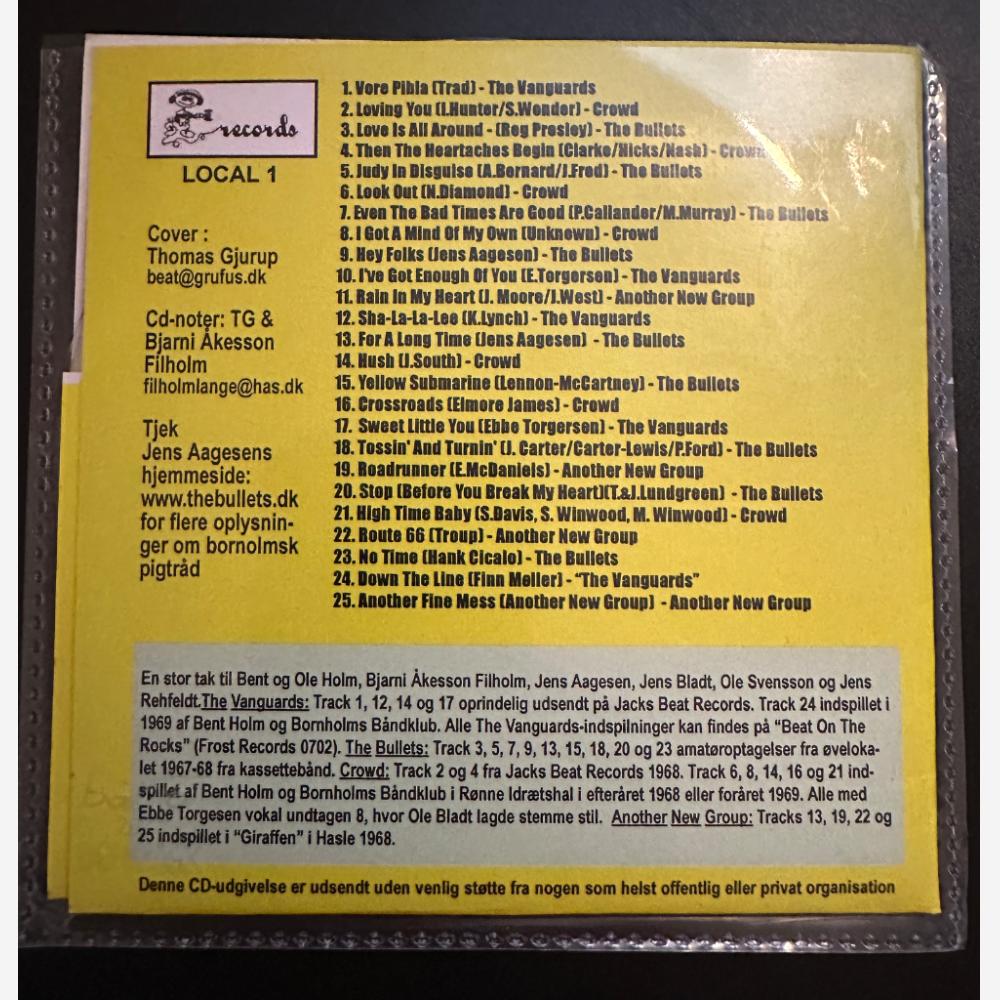 records
LOCAL 1
Cover :
Thomas Gjurup
beat@grufus.dk
Cd-noter: TG &
Bjarni Åkesson
Filholm
filholmlange@has.dk
Tjek
Jens Aagesens
hjemmeside:
www.thebullets.dk
for flere oplysnin-
ger om bornolmsk
pigtråd
1. Vore Pibla (Trad) - The Vanguards
2. Loving You (L.Hunter/S.Wonder) - Crowd
3. Love Is All Around - (Reg Presley) - The Bullets
4. Then The Heartaches Begin (Clarke/Hicks/Nash) - Crowd
5. Judy In Disguise (A.Bernard/J.Fred) - The Bullets
6. Look Out (N.Diamond) - Crowd
7. Even The Bad Times Are Good (P.Callander/M.Murray) - The Bullets
8. I Got A Mind Of My Own (Unknown) - Crowd
9. Hey Folks (Jens Aagesen) - The Bullets
10. I've Got Enough Of You (E.Torgersen) - The Vanguards
11. Rain In My Heart (J. Moore/J.West) - Another New Group
12. Sha-La-La-Lee (K.Lynch) - The Vanguards
13. For A Long Time (Jens Aagesen) - The Bullets
14. Hush (J.South) - Crowd
15. Yellow Submarine (Lennon-McCartney) - The Bullets
16. Crossroads (Elmore James) - Crowd
17. Sweet Little You (Ebbe Torgersen) - The Vanguards
18. Tossin' And Turnin' (J. Carter/Carter-Lewis/P.Ford) - The Bullets
19. Roadrunner (E.McDaniels) - Another New Group
20. Stop (Before You Break My Heart)(T.&J.Lundgreen) - The Bullets
21. High Time Baby (S.Davis, S. Winwood, M. Winwood) - Crowd
22. Route 66 (Troup) - Another New Group
23. No Time (Hank Cicalo) - The Bullets
24. Down The Line (Finn Møller) - "The Vanguards"
25. Another Fine Mess (Another New Group) - Another New Group
En stor tak til Bent og Ole Holm, Bjarni Åkesson Filholm, Jens Aagesen, Jens Bladt, Ole Svensson og Jens
Rehfeldt.The Vanguards: Track 1, 12, 14 og 17 oprindelig udsendt på Jacks Beat Records. Track 24 indspillet i
1969 af Bent Holm og Bornholms Båndklub. Alle The Vanguards-indspilninger kan findes på "Beat On The
Rocks" (Frost Records 0702). The Bullets: Track 3, 5, 7, 9, 13, 15, 18, 20 og 23 amatøroptagelser fra øveloka-
let 1967-68 fra kassettebånd. Crowd: Track 2 og 4 fra Jacks Beat Records 1968. Track 6, 8, 14, 16 og 21 ind-
spillet af Bent Holm og Bornholms Båndklub i Rønne Idrætshal i efteråret 1968 eller foråret 1969. Alle med
Ebbe Torgesen vokal undtagen 8, hvor Ole Bladt lagde stemme stil. Another New Group: Tracks 13, 19, 22 og
25 indspillet i "Giraffen" i Hasle 1968.
Denne CD-udgivelse er udsendt uden venlig støtte fra nogen som helst offentlig eller privat organisation